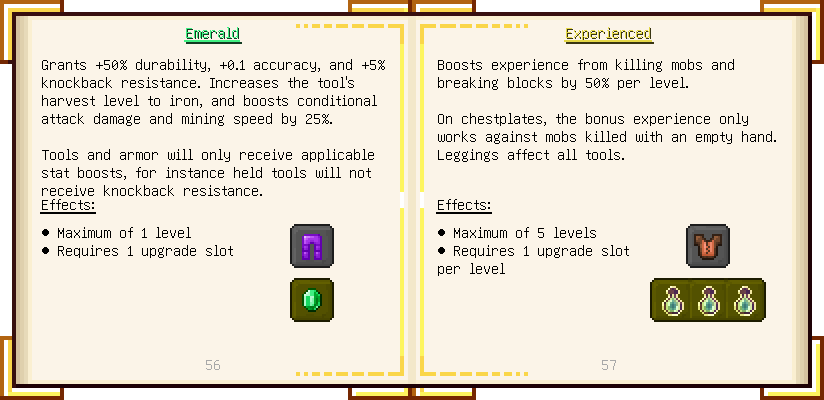 Emerald
Grants +50% durability, +0.1 accuracy, and +5%
knockback resistance. Increases the tool's
harvest level to iron, and boosts conditional
attack damage and mining speed by 25%.
Tools and armor will only receive applicable
stat boosts, for instance held tools will not
receive knockback resistance.
Effects:
• Maximum of 1 level
• Requires 1 upgrade slot
56
Experienced
Boosts experience from killing mobs and
breaking blocks by 50% per level.
On chestplates, the bonus experience only
works against mobs killed with an empty hand.
Leggings affect all tools.
Effects:
• Maximum of 5 levels
• Requires 1 upgrade slot
per level
57